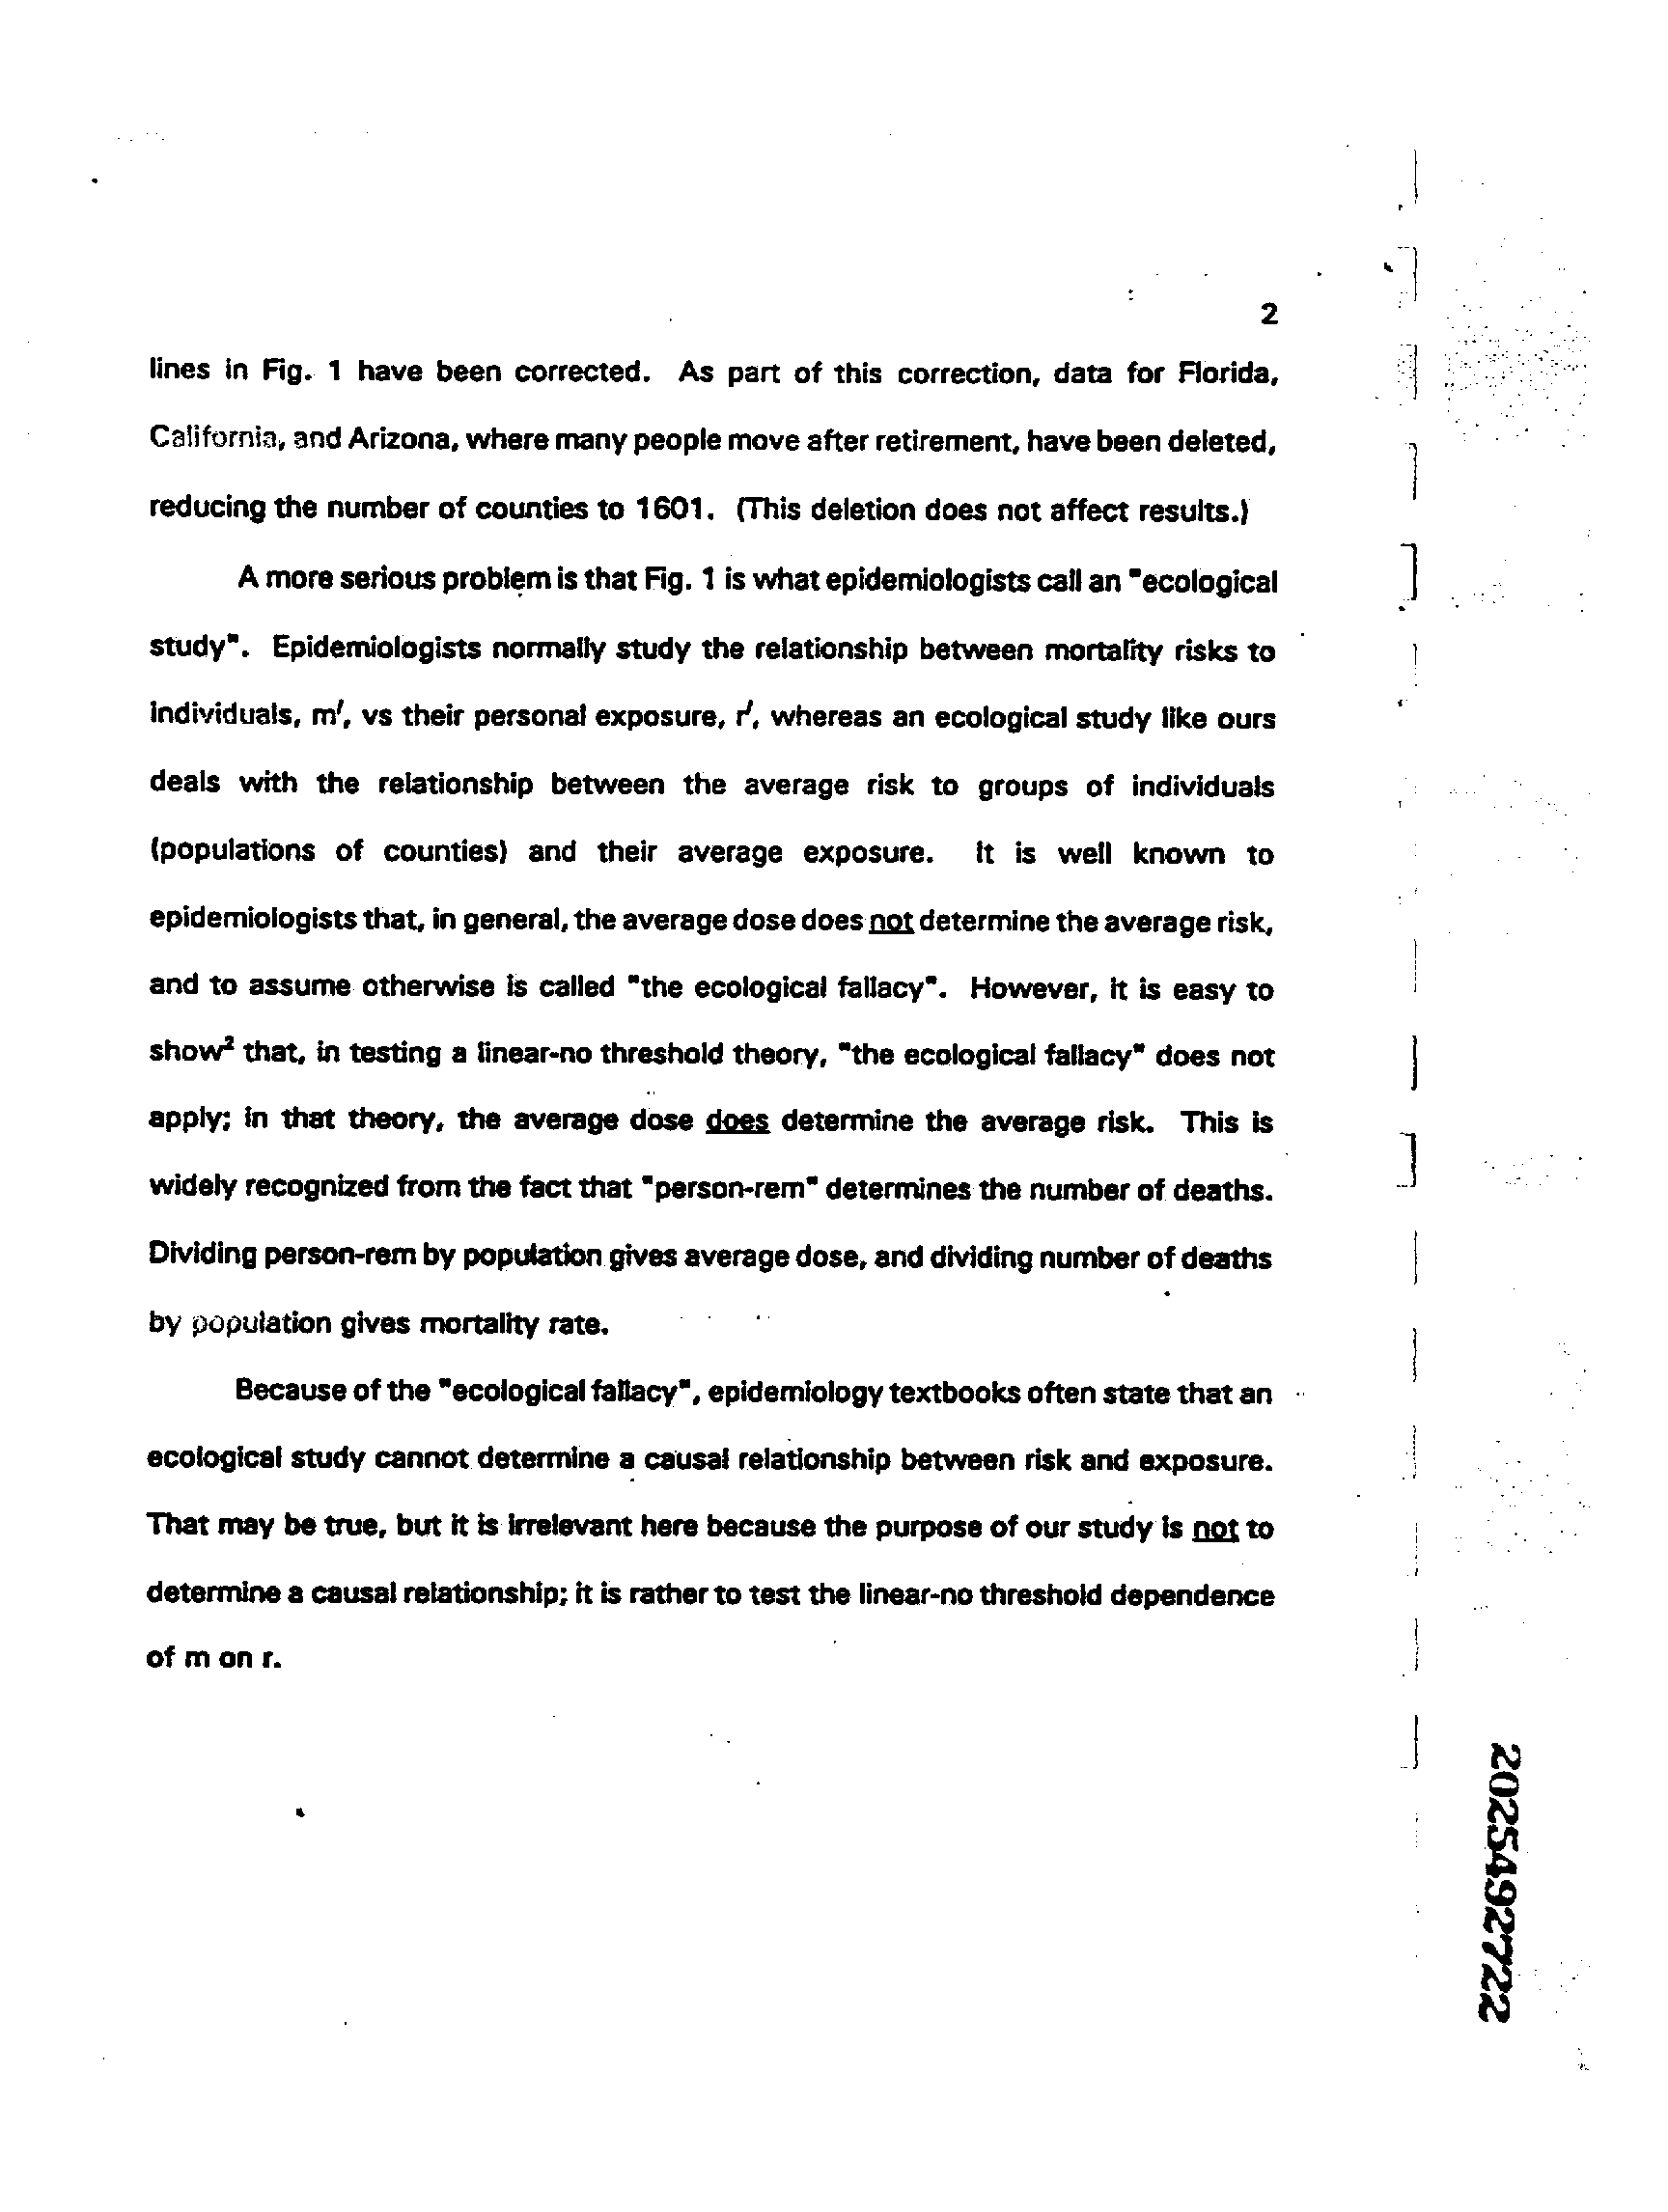 2
lines in Fig. 1 have been corrected. As part of this correction, data for Florida,
California, and Arizona, where many people move after retirement, have been deleted,
reducing the number of counties to 1601. (This deletion does not affect results.)
A more serious problem is that Fig. 1 is what epidemiologists call an "ecological
study". Epidemiologists normally study the relationship between mortality risks to
individuals, m′, vs their personal exposure, r′, whereas an ecological study like ours
deals with the relationship between the average risk to groups of individuals
(populations of counties) and their average exposure. It is well known to
epidemiologists that, in general, the average dose does not determine the average risk,
and to assume otherwise is called "the ecological fallacy". However, it is easy to
show² that, in testing a linear-no threshold theory, "the ecological fallacy" does not
apply; in that theory, the average dose does determine the average risk. This is
widely recognized from the fact that "person-rem" determines the number of deaths.
Dividing person-rem by population gives average dose, and dividing number of deaths
by population gives mortality rate.
Because of the "ecological fallacy", epidemiology textbooks often state that an
ecological study cannot determine a causal relationship between risk and exposure.
That may be true, but it is irrelevant here because the purpose of our study is not to
determine a causal relationship; it is rather to test the linear-no threshold dependence
of m on r.
2025492722